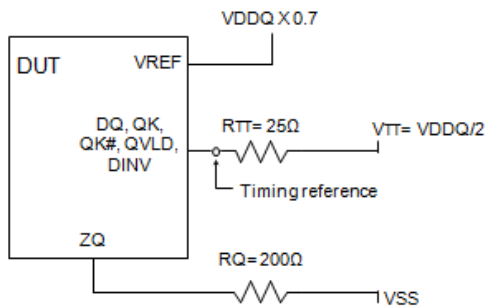 VDDQ X 0.7
DUT
VREF
DQ, QK,
QK#, QVLD,
DINV
RTT= 25Ω
VTT= VDDQ/2
Timing reference
ZQ
RQ= 200Ω
VSS